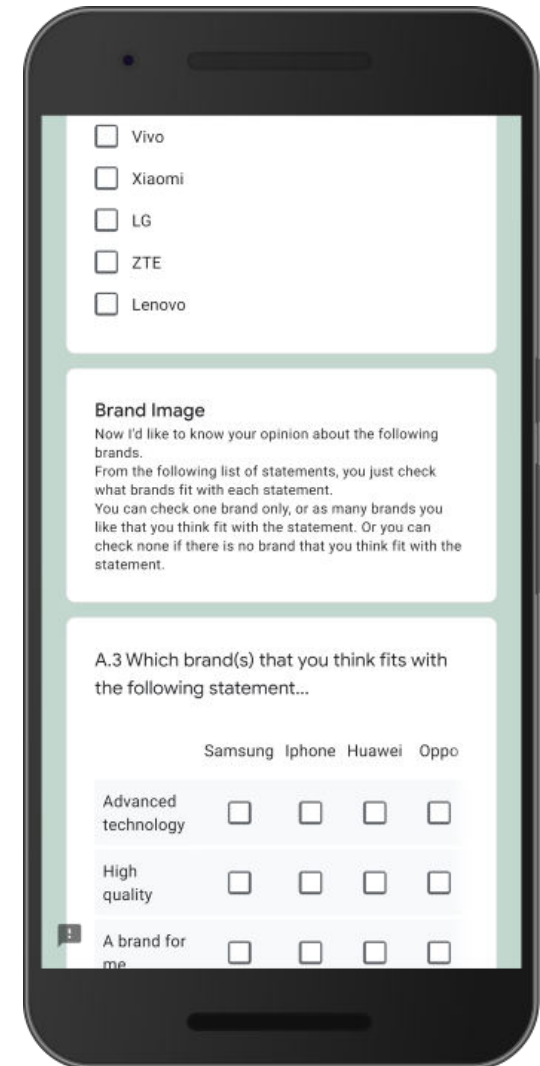 Vivo
Xiaomi
LG
ZTE
Lenovo
Brand Image
Now I'd like to know your opinion about the following
brands.
From the following list of statements, you just check
what brands fit with each statement.
You can check one brand only, or as many brands you
like that you think fit with the statement. Or you can
check none if there is no brand that you think fit with the
statement.
A.3 Which brand(s) that you think fits with
the following statement...
Samsung Iphone Huawei Oppo
Advanced
technology
High
quality
A brand for
me